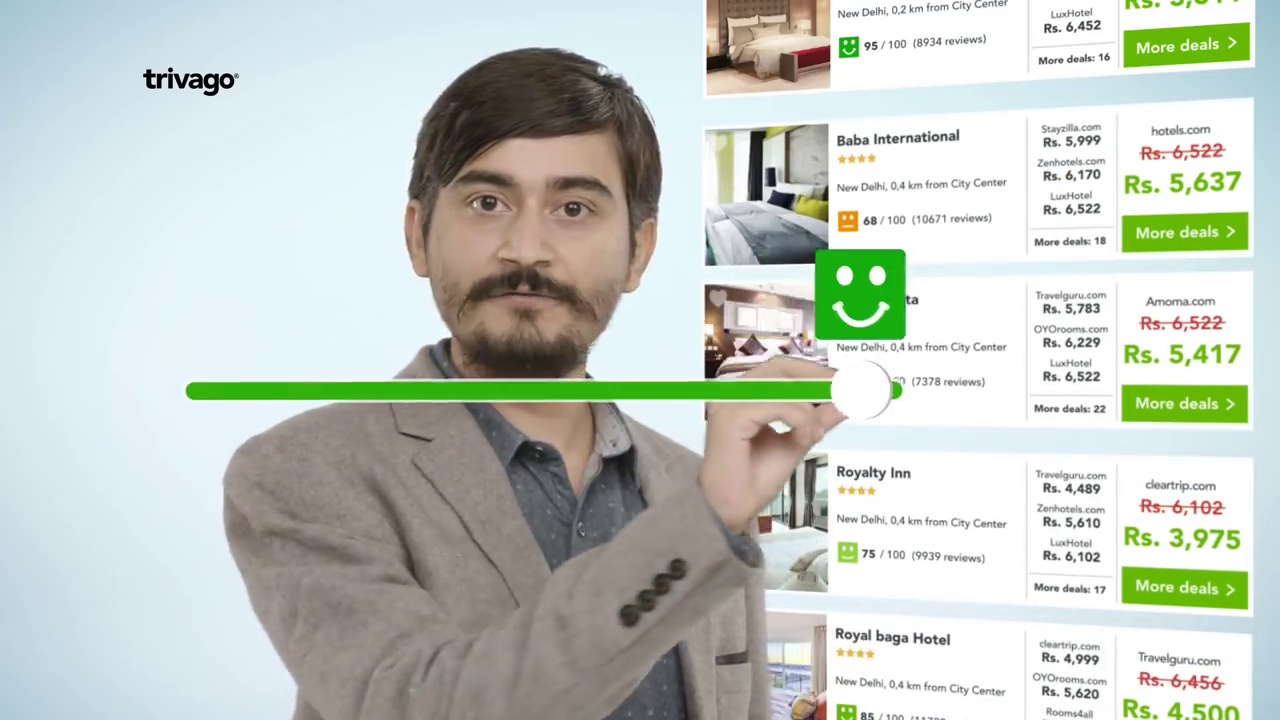 trivago®
New Delhi, 0,2 km from City Center
95 / 100 (8934 reviews)
LuxHotel
Rs. 6,452
More deals: 16
More deals >
Baba International
New Delhi, 0,4 km from City Center
68 / 100 (10671 reviews)
Stayzilla.com
Rs. 5,999
Zenhotels.com
Rs. 6,170
LuxHotel
Rs. 6,522
More deals: 18
hotels.com
Rs. 6,522
Rs. 5,637
More deals >
New Delhi, 0,4 km from City Center
(7378 reviews)
Travelguru.com
Rs. 5,783
OYOrooms.com
Rs. 6,229
LuxHotel
Rs. 6,522
More deals: 22
Amoma.com
Rs. 6,522
Rs. 5,417
More deals >
Royalty Inn
New Delhi, 0,4 km from City Center
75 / 100 (9939 reviews)
Travelguru.com
Rs. 4,489
Zenhotels.com
Rs. 5,610
LuxHotel
Rs. 6,102
More deals: 17
cleartrip.com
Rs. 6,102
Rs. 3,975
More deals >
Royal baga Hotel
New Delhi, 0,4 km from City Center
85 / 100
cleartrip.com
Rs. 4,999
OYOrooms.com
Rs. 5,620
Rooms4all
Travelguru.com
Rs. 6,456
Rs. 4,500